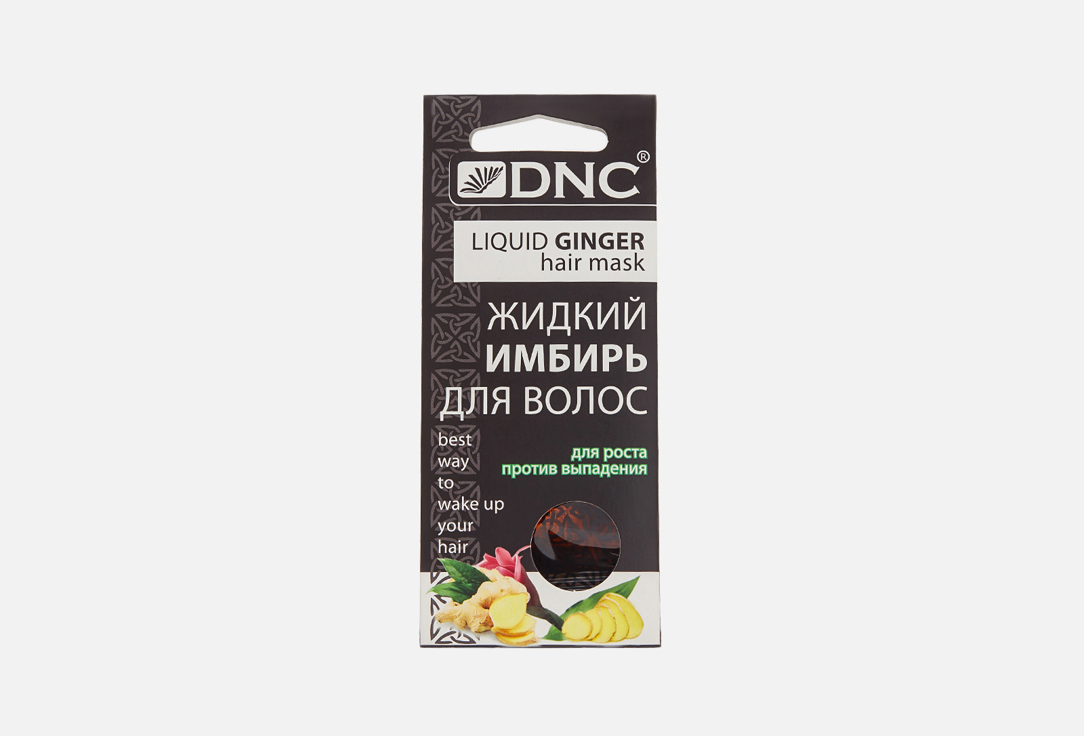 DNC®
LIQUID GINGER
hair mask
ЖИДКИЙ
ИМБИРЬ
ДЛЯ ВОЛОС
best
way
to
wake up
your
hair
для роста
против выпадения